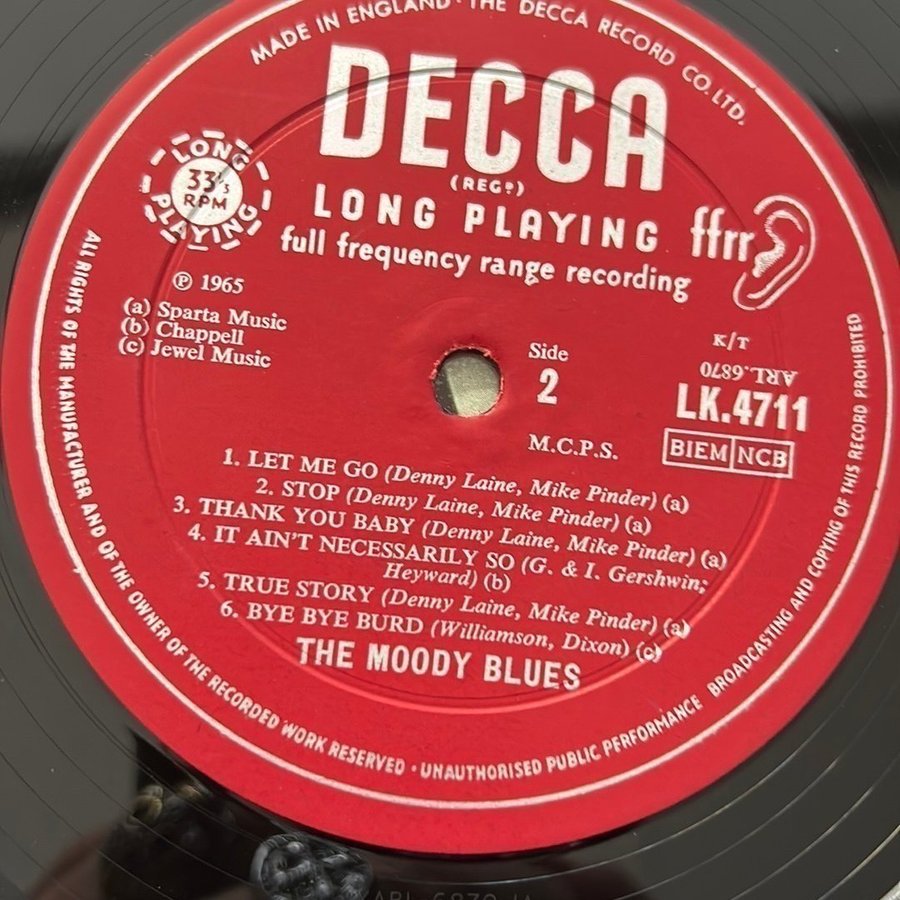 MADE IN ENGLAND · THE DECCA RECORD CO. LTD.
DECCA
(REGD)
LONG PLAYING
full frequency range recording
ffrr
LONG
33⅓
RPM
PLAYING
℗ 1965
(a) Sparta Music
(b) Chappell
(c) Jewel Music
Side
2
M.C.P.S.
K/T
ARL.6870
LK.4711
BIEM NCB
1. LET ME GO (Denny Laine, Mike Pinder) (a)
2. STOP (Denny Laine, Mike Pinder) (a)
3. THANK YOU BABY (Denny Laine, Mike Pinder) (a)
4. IT AIN'T NECESSARILY SO (G. & I. Gershwin;
Heyward) (b)
5. TRUE STORY (Denny Laine, Mike Pinder) (a)
6. BYE BYE BURD (Williamson, Dixon) (c)
THE MOODY BLUES
ALL RIGHTS OF THE MANUFACTURER AND OF THE OWNER OF THE RECORDED WORK RESERVED · UNAUTHORISED PUBLIC PERFORMANCE BROADCASTING AND COPYING OF THIS RECORD PROHIBITED